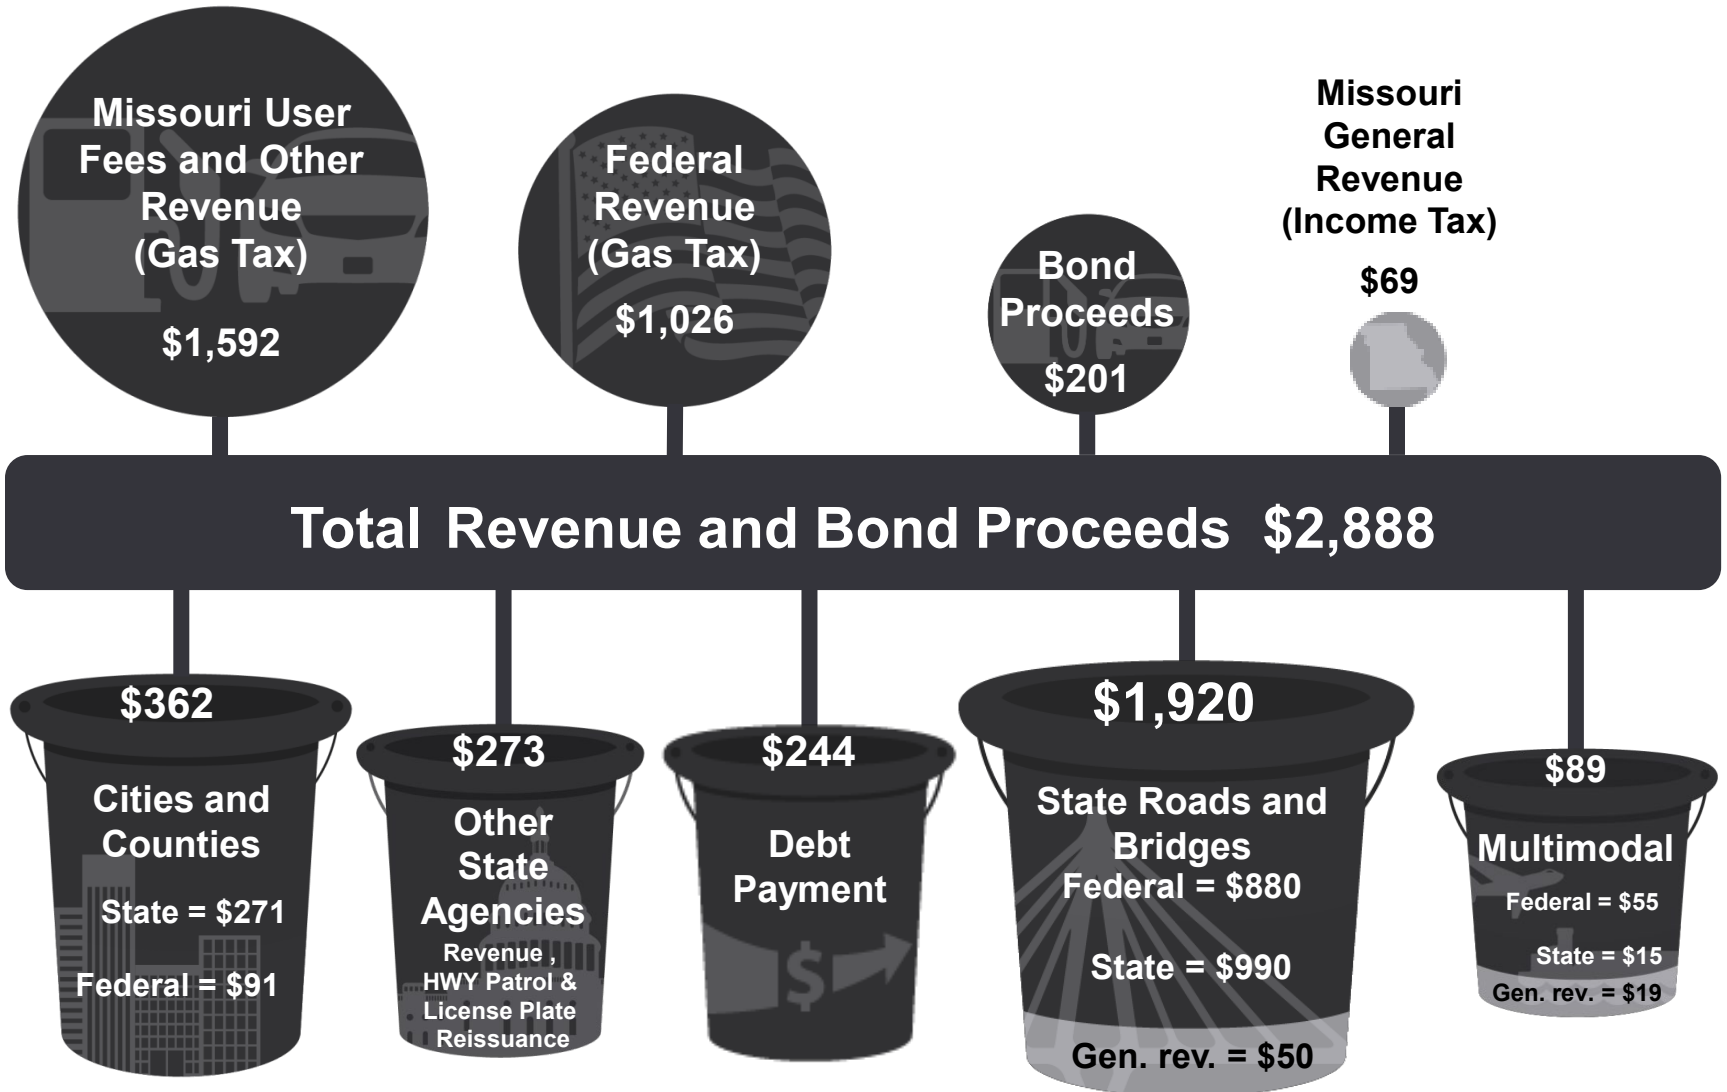 Missouri User
Fees and Other
Revenue
(Gas Tax)
$1,592
Federal
Revenue
(Gas Tax)
$1,026
Bond
Proceeds
$201
Missouri
General
Revenue
(Income Tax)
$69
Total Revenue and Bond Proceeds $2,888
$362
Cities and
Counties
State = $271
Federal = $91
$273
Other
State
Agencies
Revenue ,
HWY Patrol &
License Plate
Reissuance
$244
Debt
Payment
$
$1,920
State Roads and
Bridges
Federal = $880
State = $990
Gen. rev. = $50
$89
Multimodal
Federal = $55
State = $15
Gen. rev. = $19